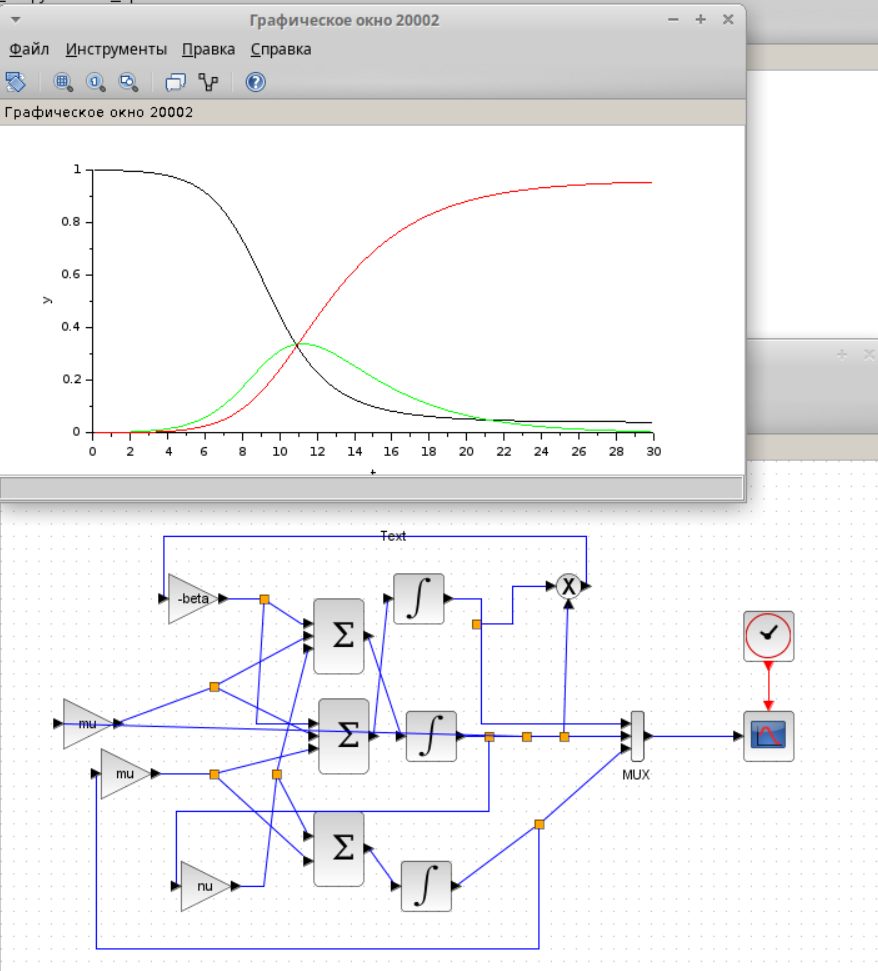 Графическое окно 20002
Файл Инструменты Правка Справка
Графическое окно 20002
1
0.8
0.6
y
0.4
0.2
0
0 2 4 6 8 10 12 14 16 18 20 22 24 26 28 30
Text
-beta
Σ
∫
X
mu
Σ
∫
mu
MUX
Σ
nu
∫